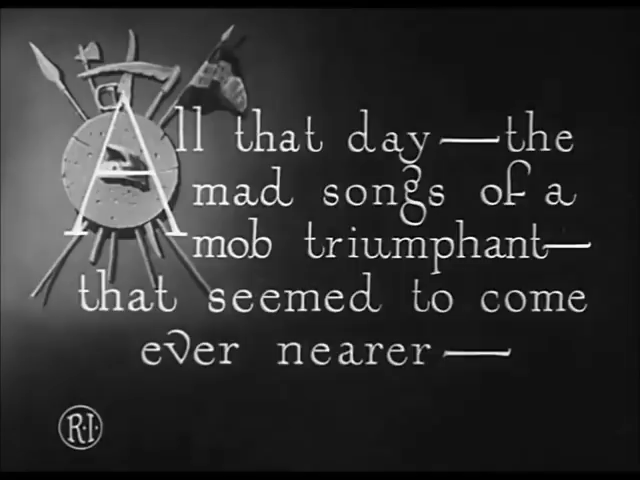 All that day — the
mad songs of a
mob triumphant —
that seemed to come
ever nearer —
R.I.